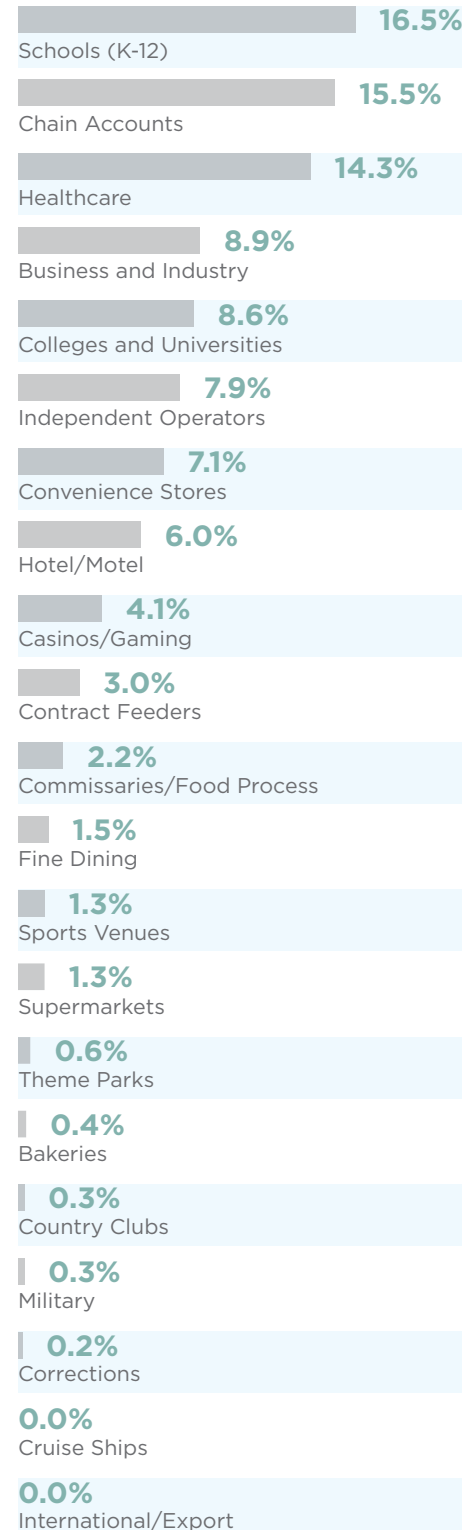 16.5%
Schools (K-12)
15.5%
Chain Accounts
14.3%
Healthcare
8.9%
Business and Industry
8.6%
Colleges and Universities
7.9%
Independent Operators
7.1%
Convenience Stores
6.0%
Hotel/Motel
4.1%
Casinos/Gaming
3.0%
Contract Feeders
2.2%
Commissaries/Food Process
1.5%
Fine Dining
1.3%
Sports Venues
1.3%
Supermarkets
0.6%
Theme Parks
0.4%
Bakeries
0.3%
Country Clubs
0.3%
Military
0.2%
Corrections
0.0%
Cruise Ships
0.0%
International/Export